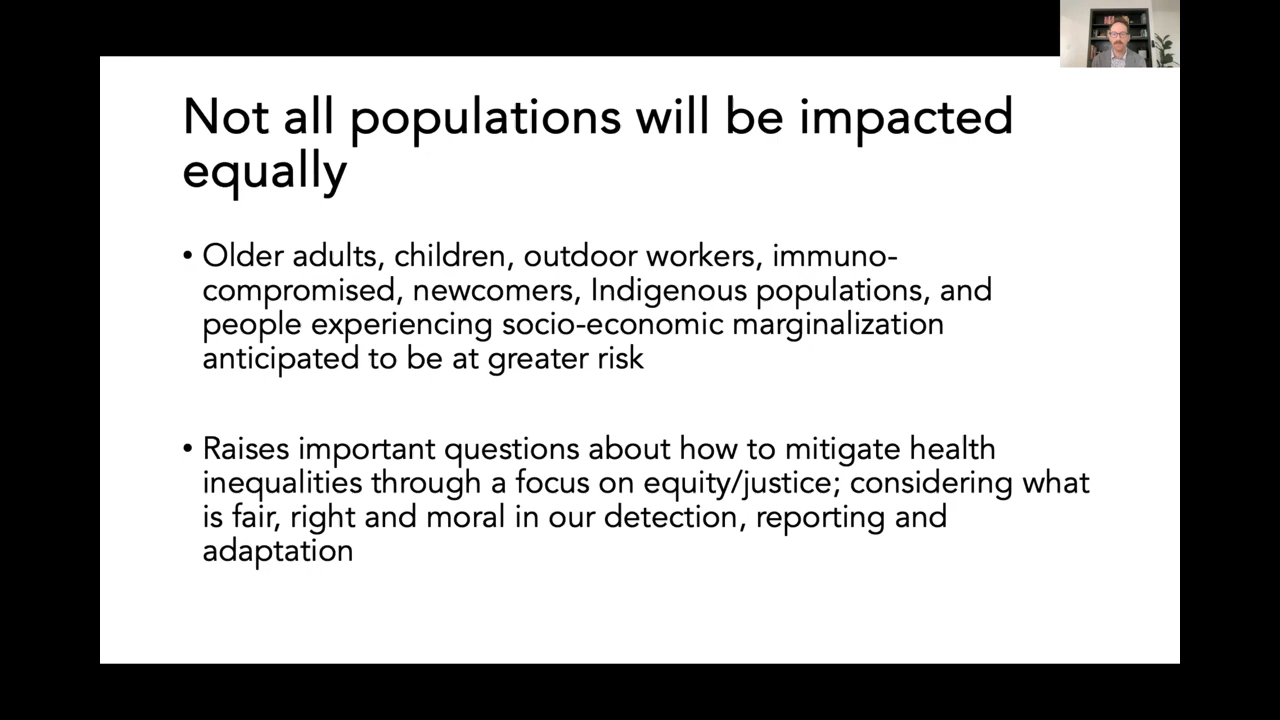 Not all populations will be impacted
equally
• Older adults, children, outdoor workers, immuno-
compromised, newcomers, Indigenous populations, and
people experiencing socio-economic marginalization
anticipated to be at greater risk
• Raises important questions about how to mitigate health
inequalities through a focus on equity/justice; considering what
is fair, right and moral in our detection, reporting and
adaptation